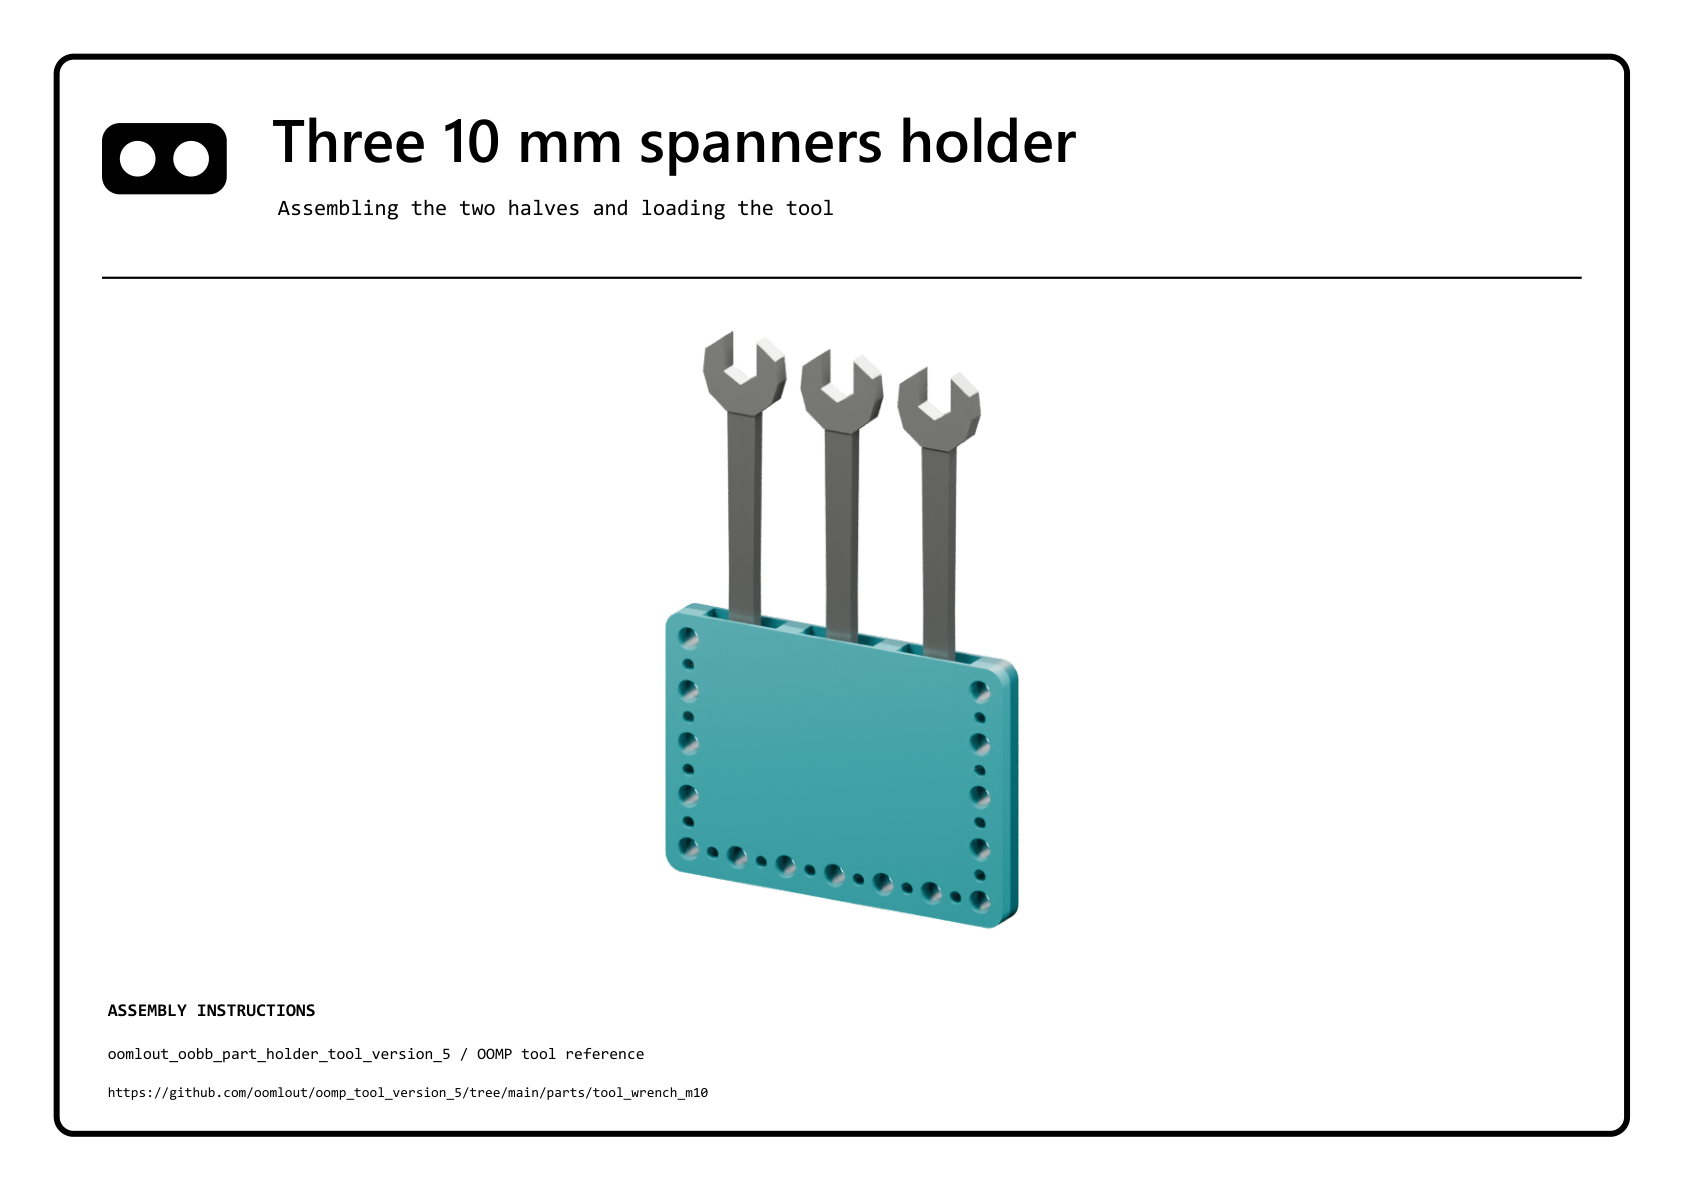 Three 10 mm spanners holder
Assembling the two halves and loading the tool
ASSEMBLY INSTRUCTIONS
oomlout_oobb_part_holder_tool_version_5 / OOMP tool reference
https://github.com/oomlout/oomp_tool_version_5/tree/main/parts/tool_wrench_m10